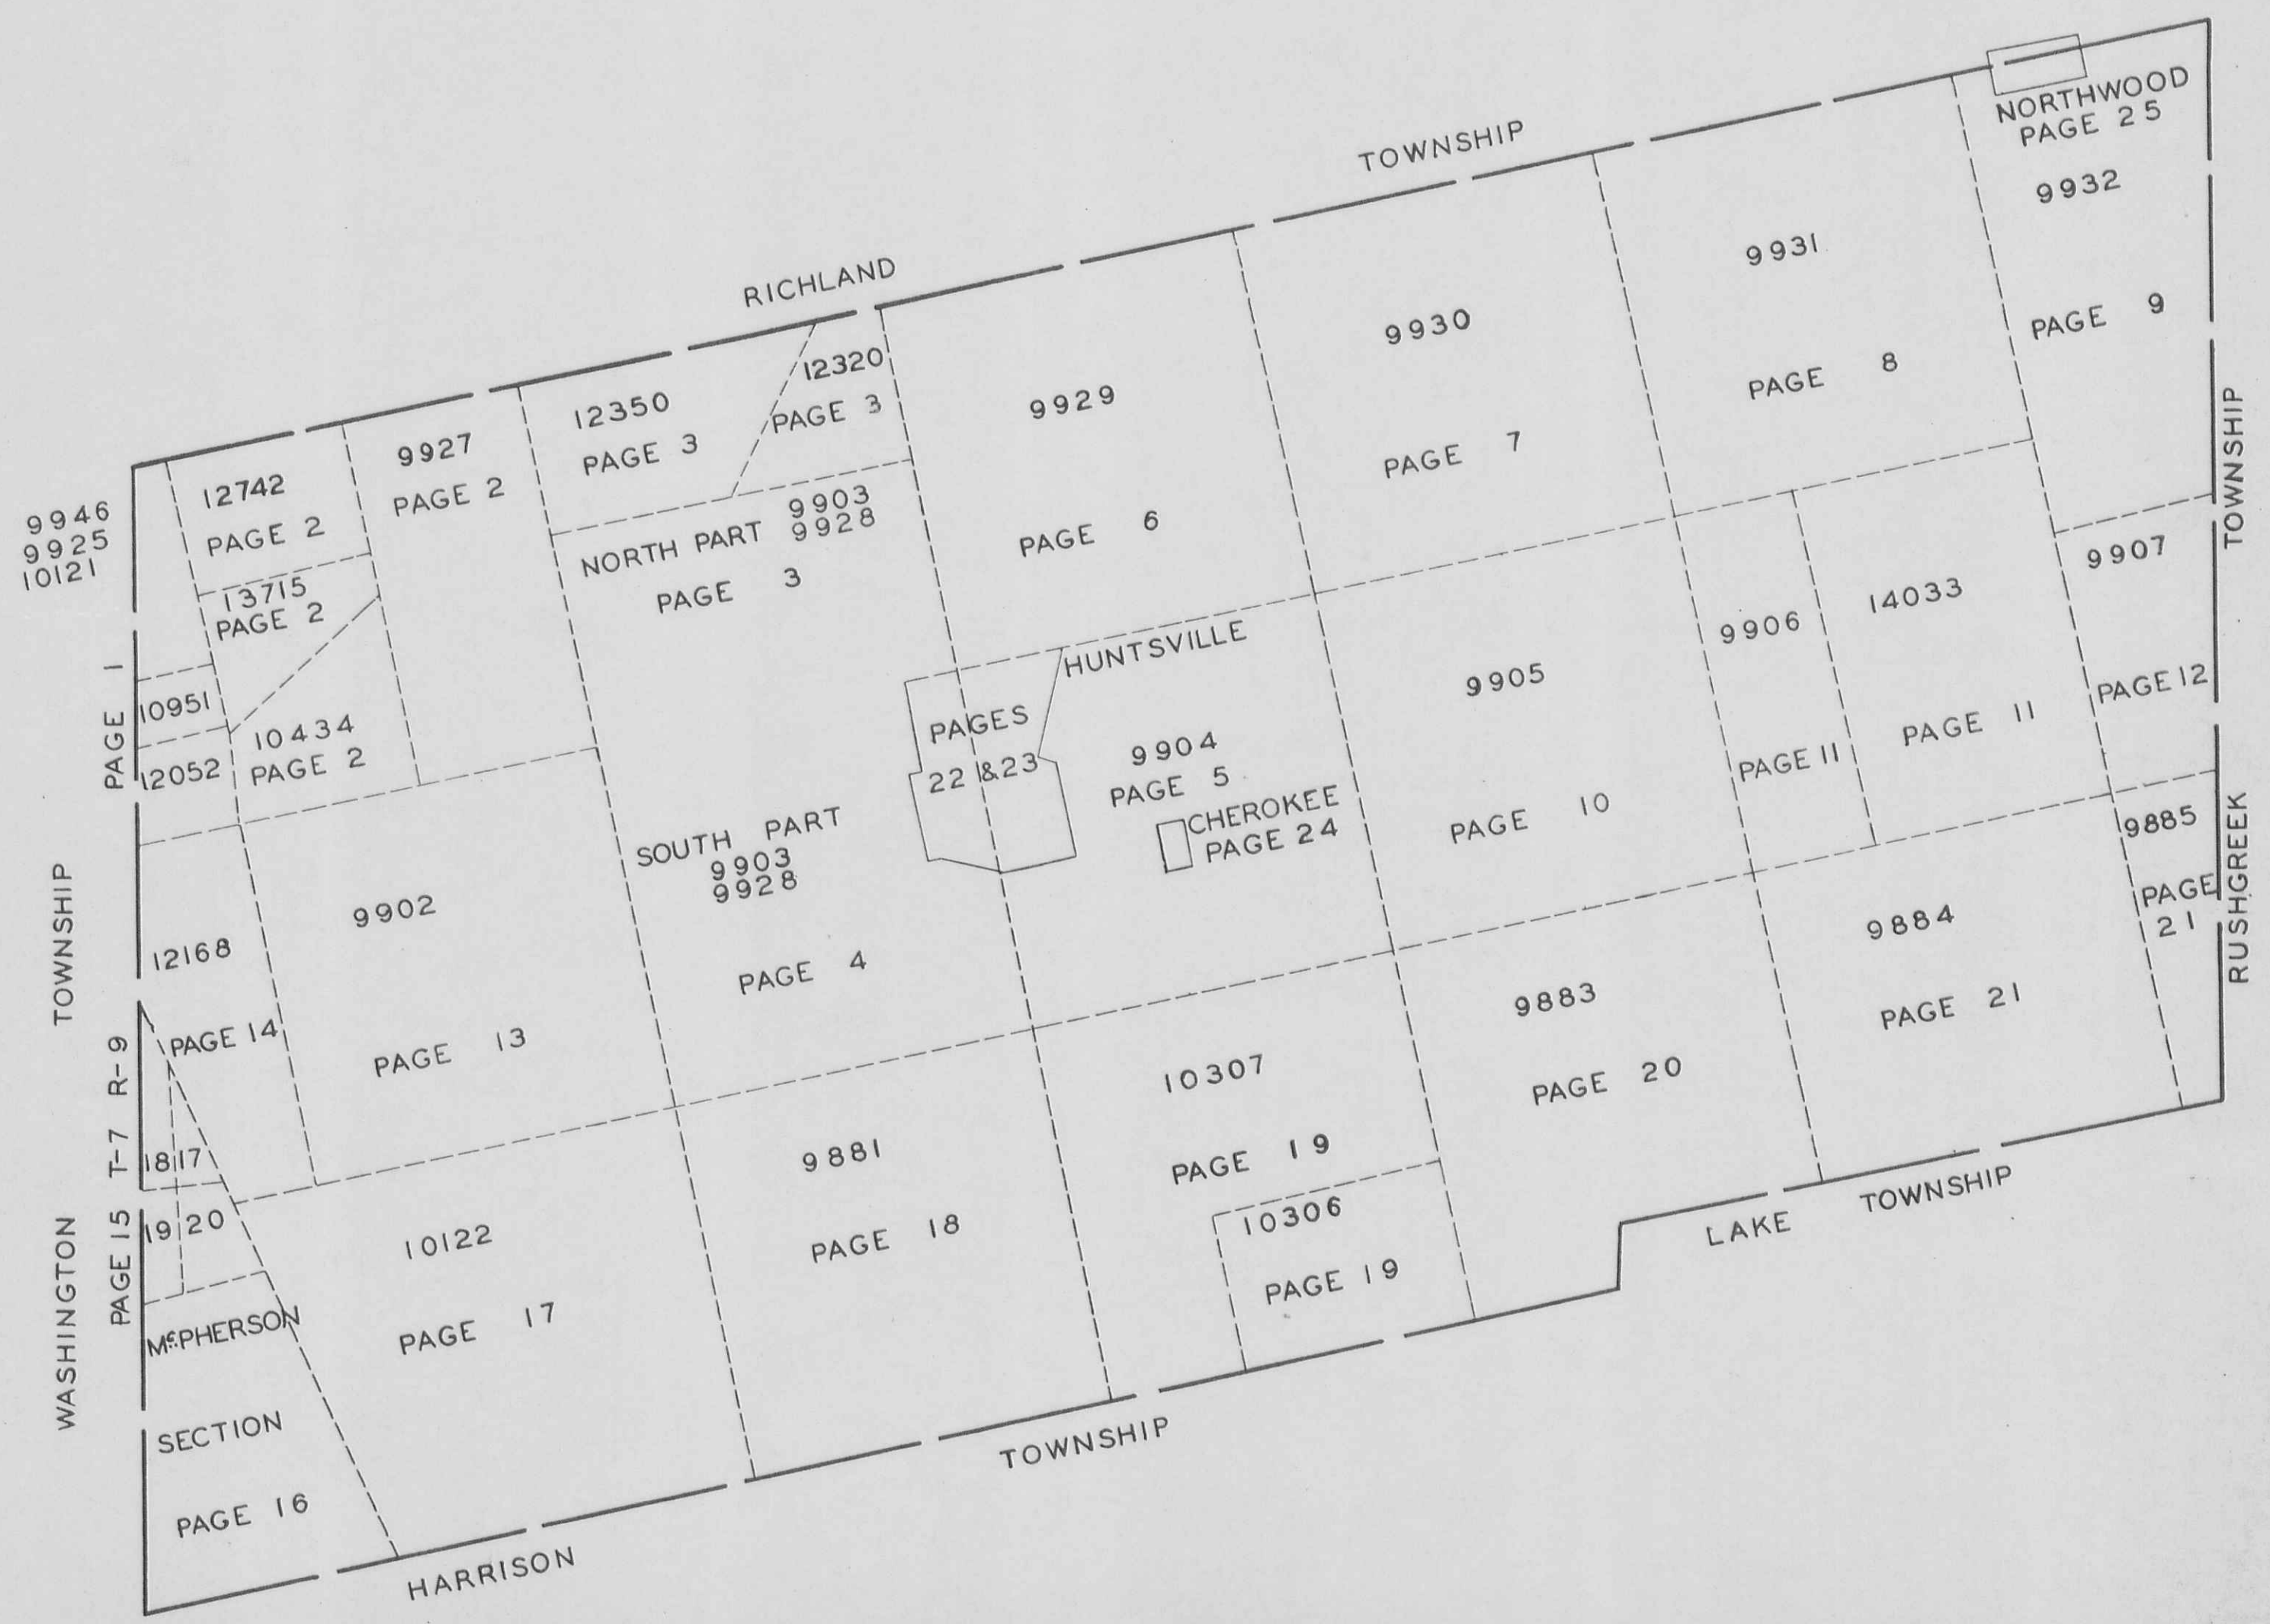 RICHLAND TOWNSHIP
NORTHWOOD
PAGE 25
9932
PAGE 9
9931
PAGE 8
9930
PAGE 7
9929
PAGE 6
12320
PAGE 3
12350
PAGE 3
9927
PAGE 2
12742
PAGE 2
9946
9925
10121
PAGE 1
13715
PAGE 2
10951
12052
10434
PAGE 2
NORTH PART 9903
9928
PAGE 3
HUNTSVILLE
PAGES
22 & 23
9904
PAGE 5
CHEROKEE
PAGE 24
9905
PAGE 10
9906
PAGE 11
14033
PAGE 11
9907
PAGE 12
TOWNSHIP
RUSHGREEK
9885
PAGE
21
9884
PAGE 21
9883
PAGE 20
10307
PAGE 19
10306
PAGE 19
SOUTH PART
9903
9928
PAGE 4
9902
PAGE 13
12168
PAGE 14
TOWNSHIP
WASHINGTON
T-7 R-9
PAGE 15
18 17
19 20
McPHERSON
SECTION
PAGE 16
10122
PAGE 17
9881
PAGE 18
LAKE TOWNSHIP
HARRISON TOWNSHIP